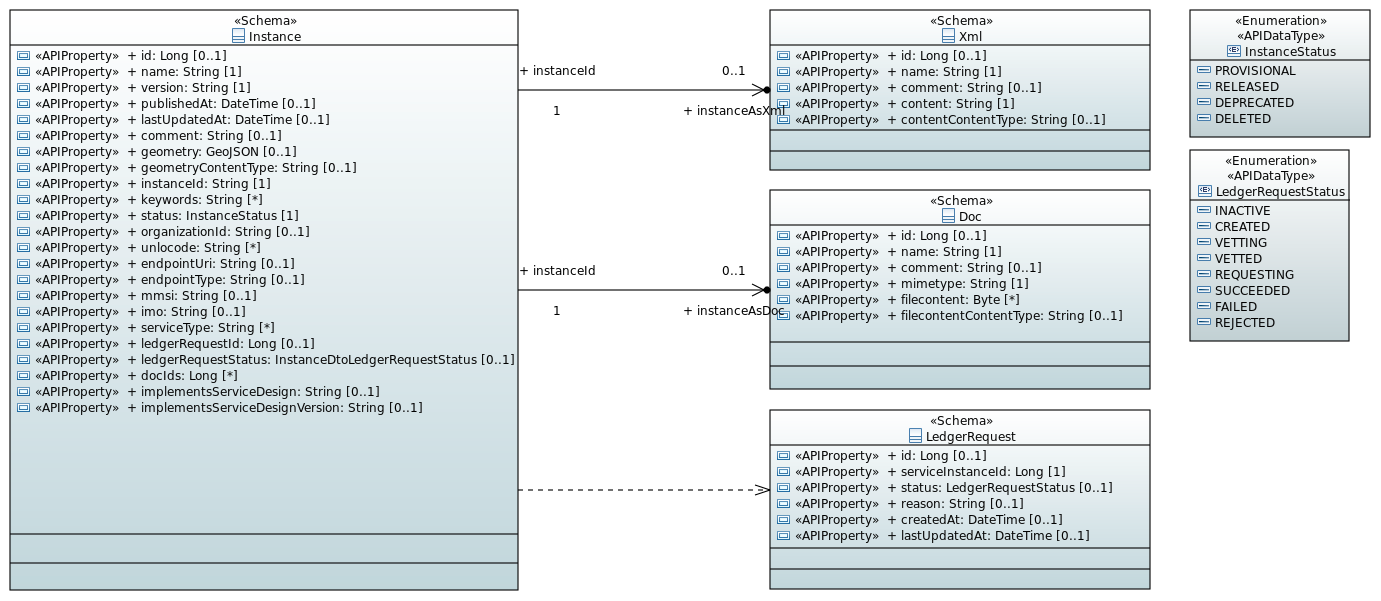 «Schema»
Instance
«APIProperty» + id: Long [0..1]
«APIProperty» + name: String [1]
«APIProperty» + version: String [1]
«APIProperty» + publishedAt: DateTime [0..1]
«APIProperty» + lastUpdatedAt: DateTime [0..1]
«APIProperty» + comment: String [0..1]
«APIProperty» + geometry: GeoJSON [0..1]
«APIProperty» + geometryContentType: String [0..1]
«APIProperty» + instanceId: String [1]
«APIProperty» + keywords: String [*]
«APIProperty» + status: InstanceStatus [1]
«APIProperty» + organizationId: String [0..1]
«APIProperty» + unlocode: String [*]
«APIProperty» + endpointUri: String [0..1]
«APIProperty» + endpointType: String [0..1]
«APIProperty» + mmsi: String [0..1]
«APIProperty» + imo: String [0..1]
«APIProperty» + serviceType: String [*]
«APIProperty» + ledgerRequestId: Long [0..1]
«APIProperty» + ledgerRequestStatus: InstanceDtoLedgerRequestStatus [0..1]
«APIProperty» + docIds: Long [*]
«APIProperty» + implementsServiceDesign: String [0..1]
«APIProperty» + implementsServiceDesignVersion: String [0..1]
+ instanceId
0..1
1
+ instanceAsXml
+ instanceId
0..1
1
+ instanceAsDoc
«Schema»
Xml
«APIProperty» + id: Long [0..1]
«APIProperty» + name: String [1]
«APIProperty» + comment: String [0..1]
«APIProperty» + content: String [1]
«APIProperty» + contentContentType: String [0..1]
«Schema»
Doc
«APIProperty» + id: Long [0..1]
«APIProperty» + name: String [1]
«APIProperty» + comment: String [0..1]
«APIProperty» + mimetype: String [1]
«APIProperty» + filecontent: Byte [*]
«APIProperty» + filecontentContentType: String [0..1]
«Schema»
LedgerRequest
«APIProperty» + id: Long [0..1]
«APIProperty» + serviceInstanceId: Long [1]
«APIProperty» + status: LedgerRequestStatus [0..1]
«APIProperty» + reason: String [0..1]
«APIProperty» + createdAt: DateTime [0..1]
«APIProperty» + lastUpdatedAt: DateTime [0..1]
«Enumeration»
«APIDataType»
InstanceStatus
PROVISIONAL
RELEASED
DEPRECATED
DELETED
«Enumeration»
«APIDataType»
LedgerRequestStatus
INACTIVE
CREATED
VETTING
VETTED
REQUESTING
SUCCEEDED
FAILED
REJECTED